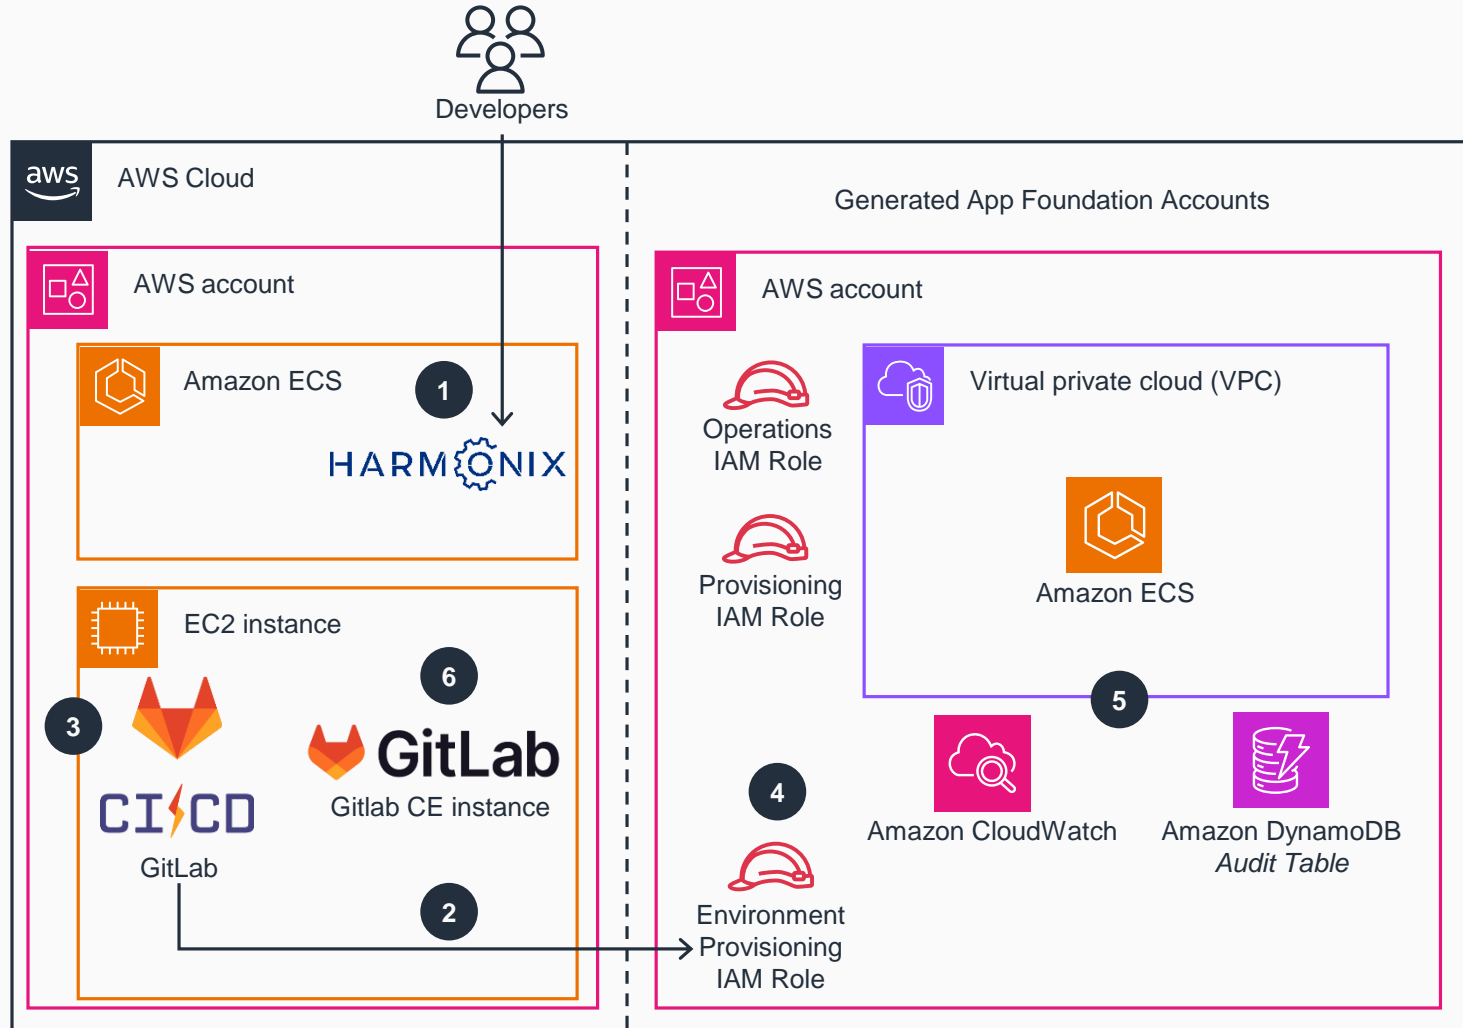 Developers
aws
AWS Cloud
Generated App Foundation Accounts
AWS account
AWS account
Amazon ECS
1
HARMONIX
Operations
IAM Role
Virtual private cloud (VPC)
Provisioning
IAM Role
Amazon ECS
EC2 instance
6
3
GitLab
Gitlab CE instance
CI/CD
GitLab
2
5
4
Amazon CloudWatch
Amazon DynamoDB
Audit Table
Environment
Provisioning
IAM Role